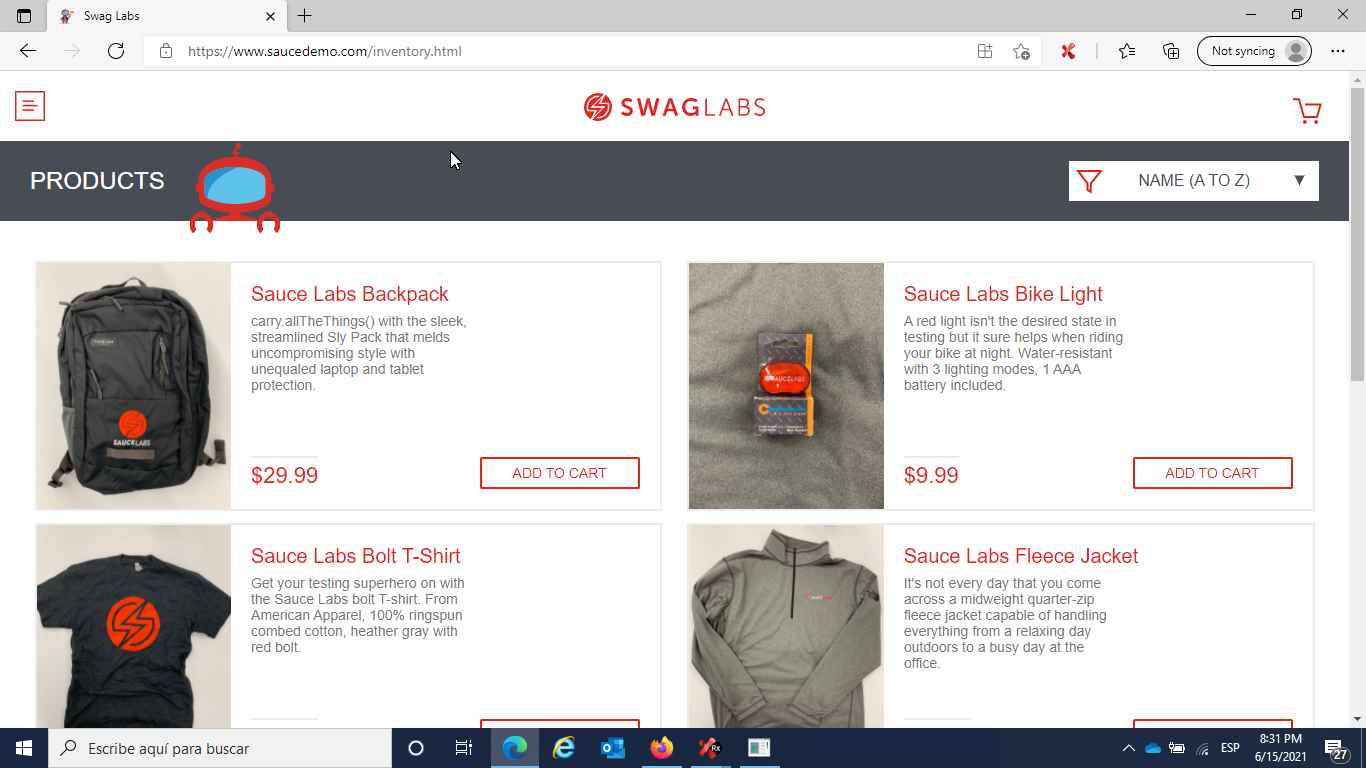 Swag Labs
https://www.saucedemo.com/inventory.html
Not syncing
SWAGLABS
PRODUCTS
NAME (A TO Z)
Sauce Labs Backpack
carry.allTheThings() with the sleek,
streamlined Sly Pack that melds
uncompromising style with
unequaled laptop and tablet
protection.
$29.99
ADD TO CART
SAUCELABS
Sauce Labs Bike Light
A red light isn't the desired state in
testing but it sure helps when riding
your bike at night. Water-resistant
with 3 lighting modes, 1 AAA
battery included.
$9.99
ADD TO CART
SAUCELABS
Sauce Labs Bolt T-Shirt
Get your testing superhero on with
the Sauce Labs bolt T-shirt. From
American Apparel, 100% ringspun
combed cotton, heather gray with
red bolt.
Sauce Labs Fleece Jacket
It's not every day that you come
across a midweight quarter-zip
fleece jacket capable of handling
everything from a relaxing day
outdoors to a busy day at the
office.
Escribe aquí para buscar
Rx
ESP
8:31 PM
6/15/2021
27